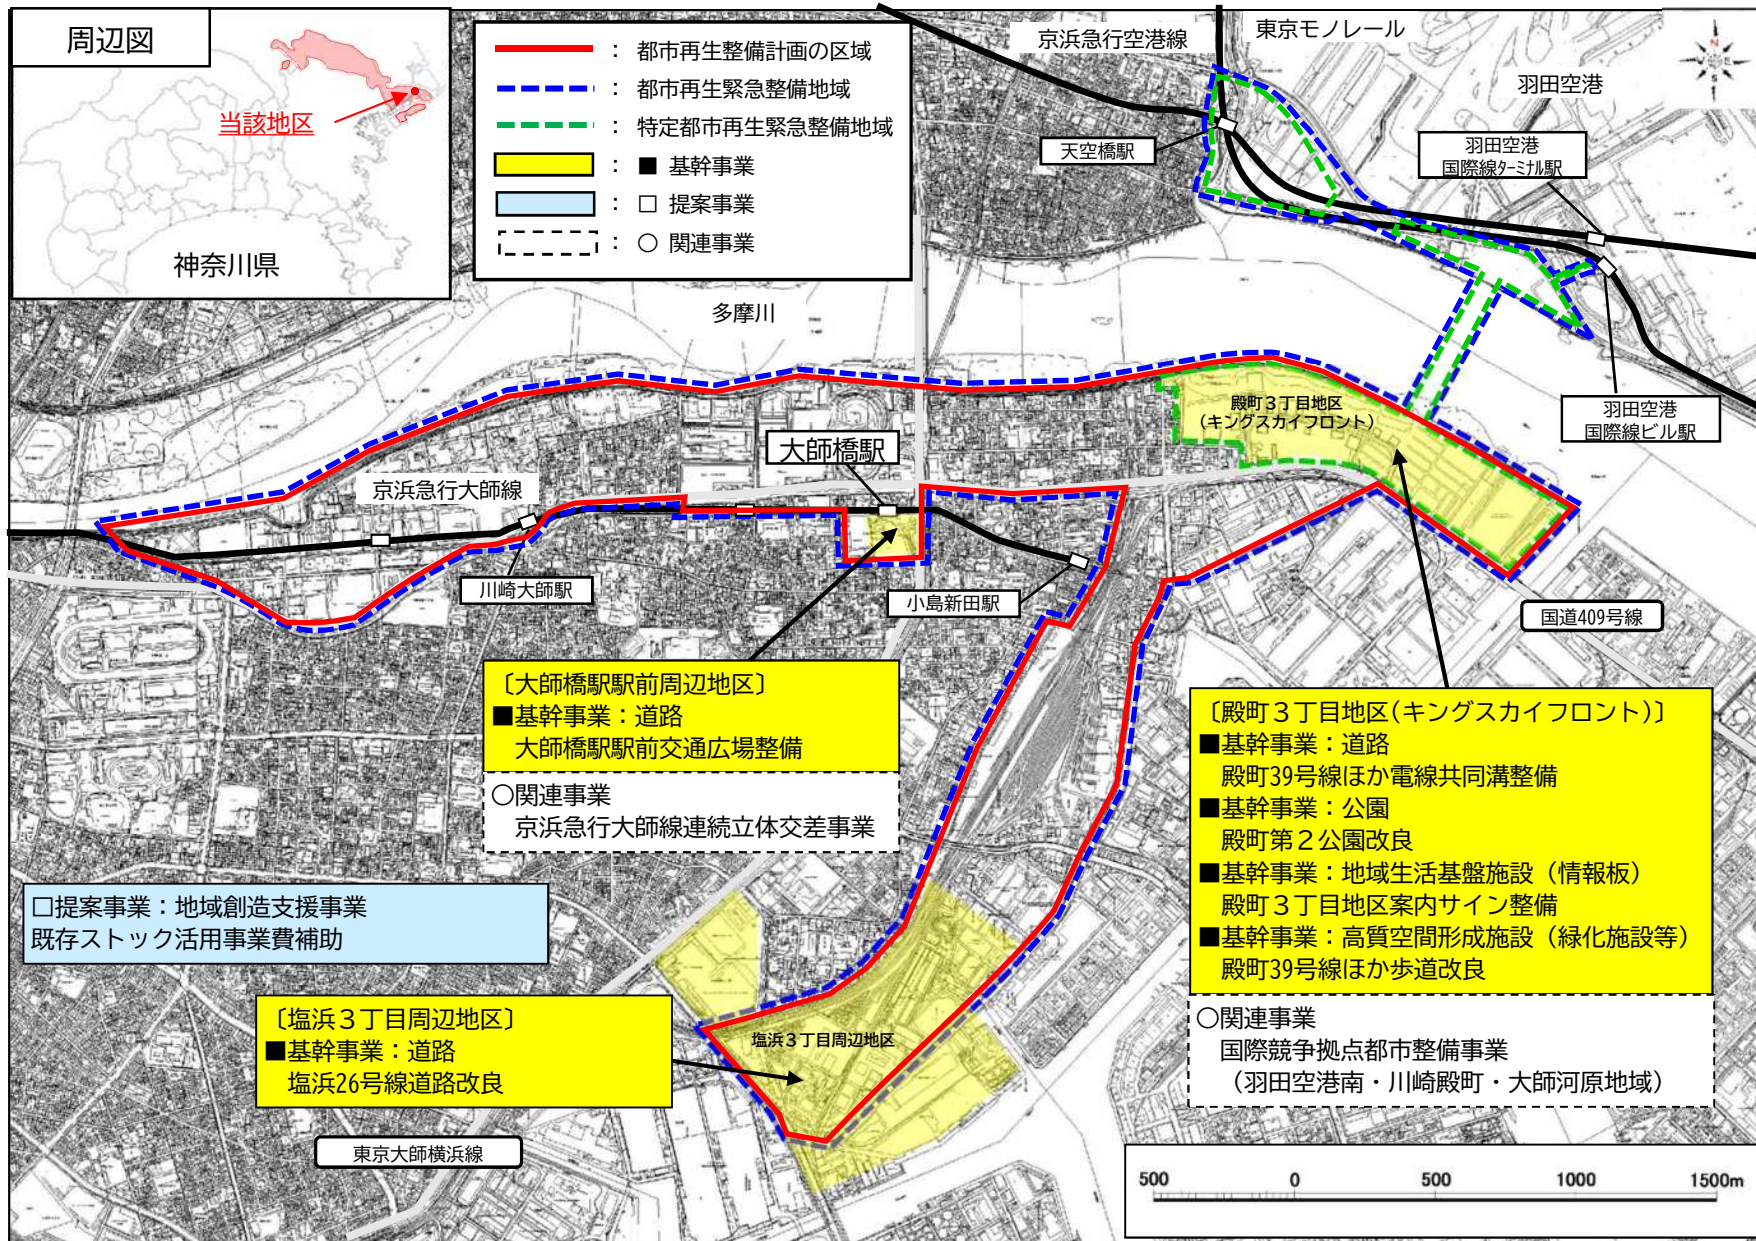 周辺図
当該地区
神奈川県
： 都市再生整備計画の区域
： 都市再生緊急整備地域
： 特定都市再生緊急整備地域
： ■ 基幹事業
： □ 提案事業
： ○ 関連事業
京浜急行空港線
東京モノレール
羽田空港
N
W
E
S
天空橋駅
羽田空港
国際線ターミナル駅
多摩川
殿町３丁目地区
(キングスカイフロント)
羽田空港
国際線ビル駅
大師橋駅
京浜急行大師線
川崎大師駅
小島新田駅
国道409号線
〔大師橋駅駅前周辺地区〕
■基幹事業：道路
大師橋駅駅前交通広場整備
○関連事業
京浜急行大師線連続立体交差事業
〔殿町３丁目地区(キングスカイフロント)〕
■基幹事業：道路
殿町39号線ほか電線共同溝整備
■基幹事業：公園
殿町第２公園改良
■基幹事業：地域生活基盤施設（情報板）
殿町３丁目地区案内サイン整備
■基幹事業：高質空間形成施設（緑化施設等）
殿町39号線ほか歩道改良
○関連事業
国際競争拠点都市整備事業
（羽田空港南・川崎殿町・大師河原地域）
□提案事業：地域創造支援事業
既存ストック活用事業費補助
〔塩浜３丁目周辺地区〕
■基幹事業：道路
塩浜26号線道路改良
塩浜３丁目周辺地区
東京大師横浜線
500 0 500 1000 1500m